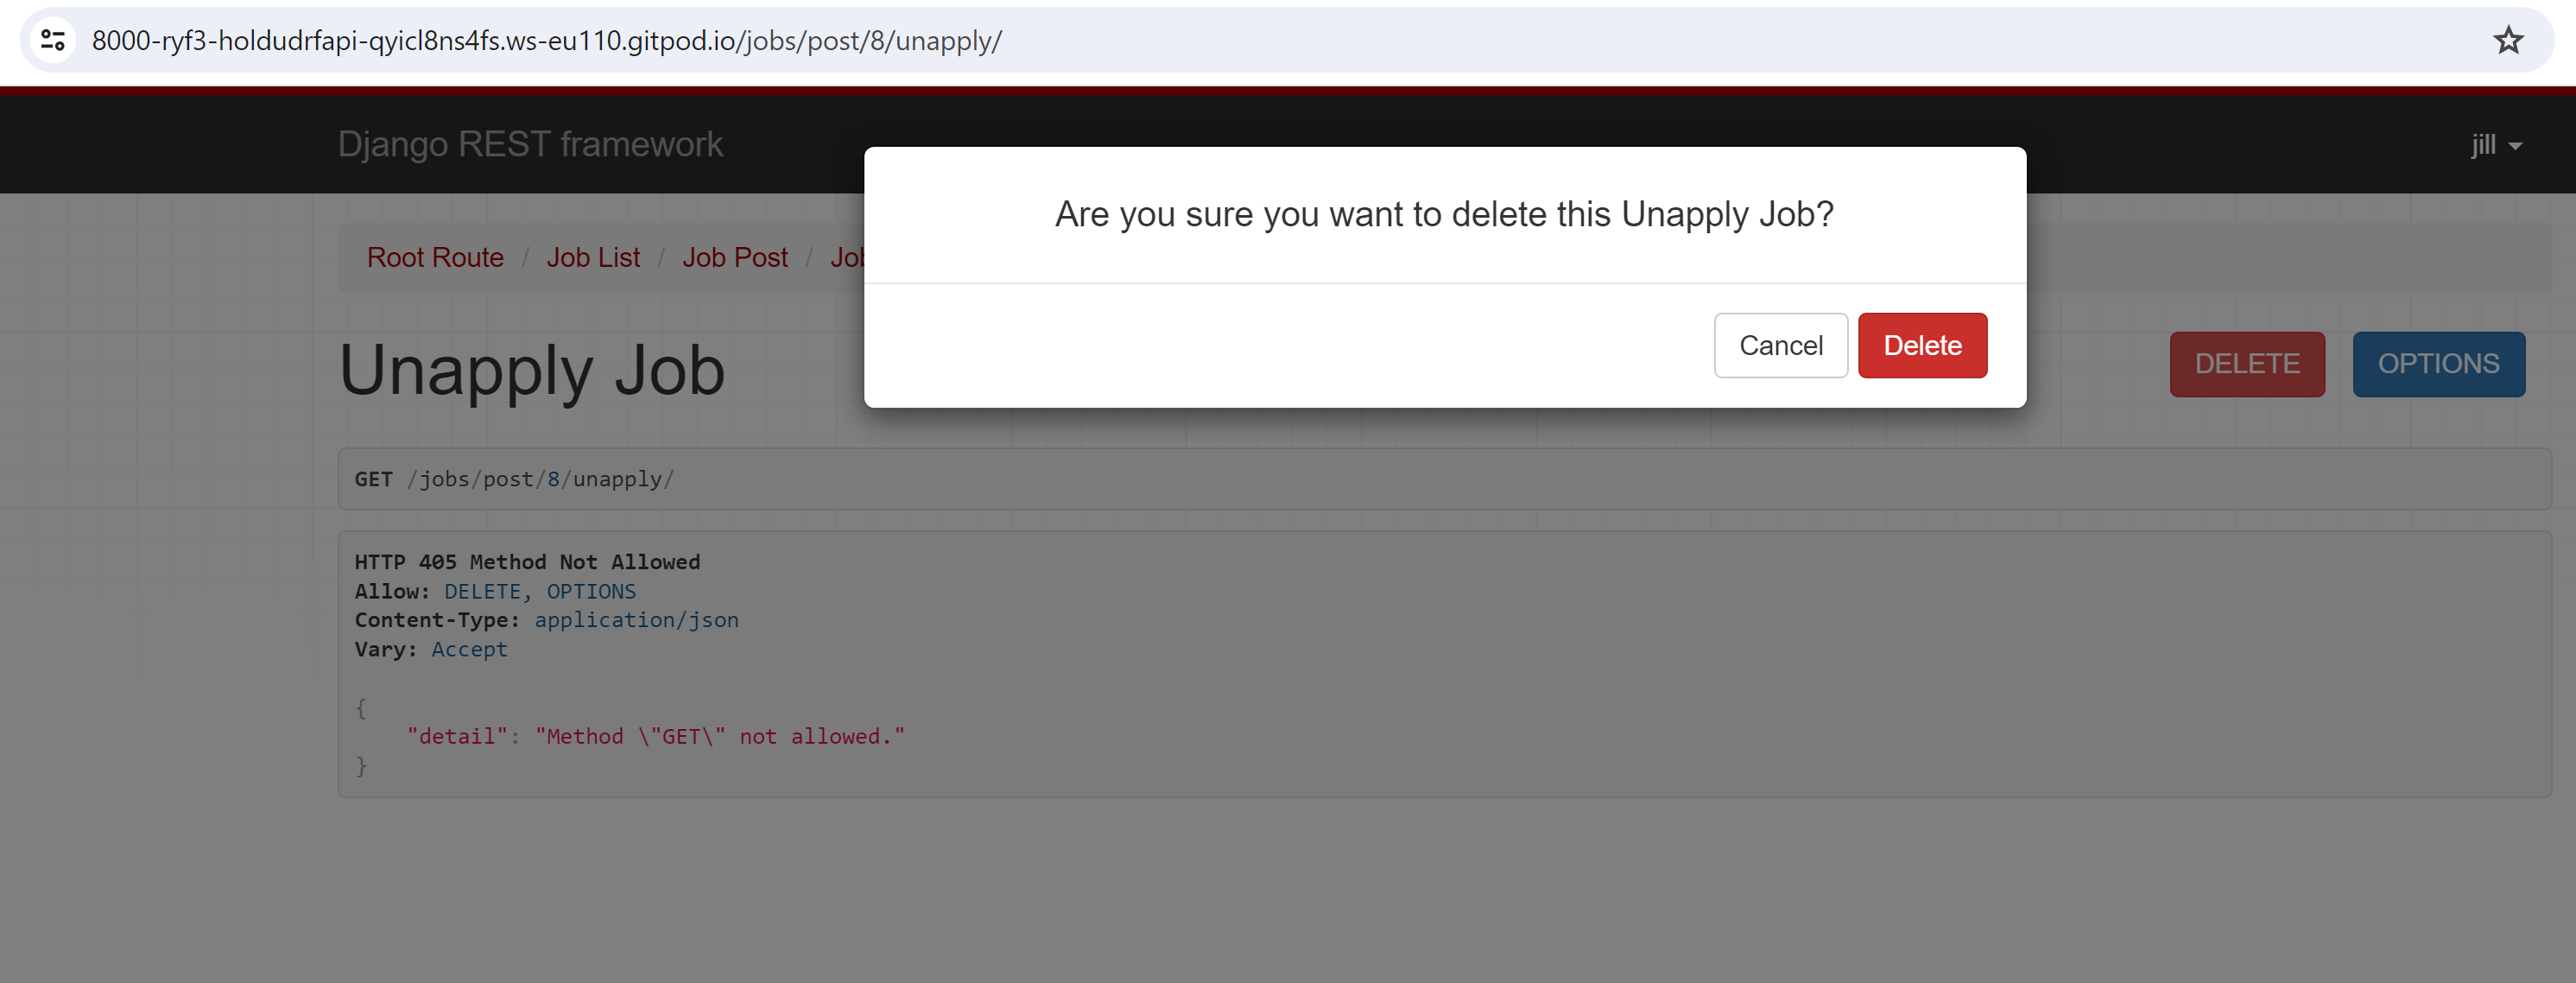 8000-ryf3-holdudrfapi-qyicl8ns4fs.ws-eu110.gitpod.io/jobs/post/8/unapply/
Django REST framework
jill
Are you sure you want to delete this Unapply Job?
Root Route / Job List / Job Post /
Cancel Delete
Unapply Job
DELETE OPTIONS
GET /jobs/post/8/unapply/
HTTP 405 Method Not Allowed
Allow: DELETE, OPTIONS
Content-Type: application/json
Vary: Accept
{
"detail": "Method \"GET\" not allowed."
}